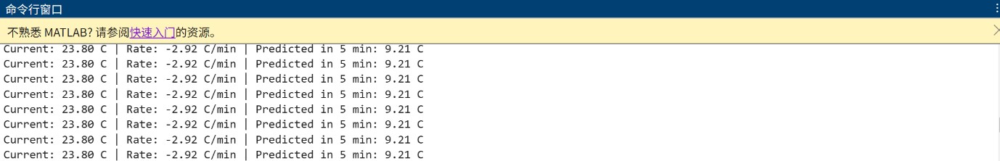 命令行窗口
不熟悉 MATLAB? 请参阅快速入门的资源。
Current: 23.80 C | Rate: -2.92 C/min | Predicted in 5 min: 9.21 C
Current: 23.80 C | Rate: -2.92 C/min | Predicted in 5 min: 9.21 C
Current: 23.80 C | Rate: -2.92 C/min | Predicted in 5 min: 9.21 C
Current: 23.80 C | Rate: -2.92 C/min | Predicted in 5 min: 9.21 C
Current: 23.80 C | Rate: -2.92 C/min | Predicted in 5 min: 9.21 C
Current: 23.80 C | Rate: -2.92 C/min | Predicted in 5 min: 9.21 C
Current: 23.80 C | Rate: -2.92 C/min | Predicted in 5 min: 9.21 C
Current: 23.80 C | Rate: -2.92 C/min | Predicted in 5 min: 9.21 C